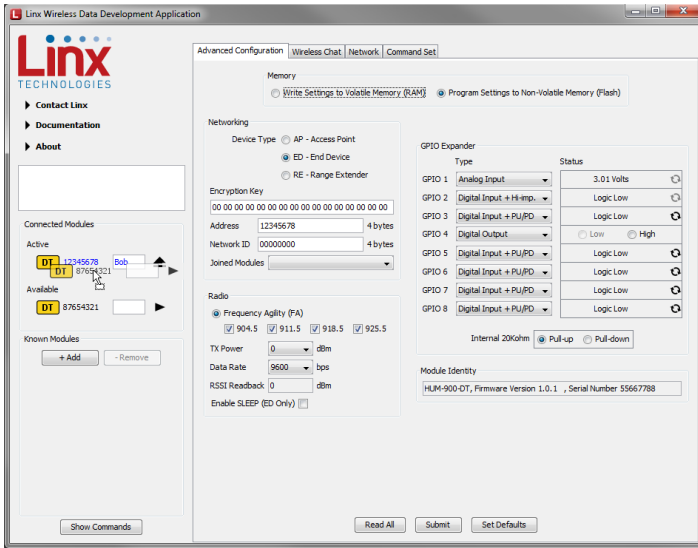 Linx Wireless Data Development Application
Linx
TECHNOLOGIES
Contact Linx
Documentation
About
Connected Modules
Active
DT 12345678 Bob
DT 87654321
Available
DT 87654321
Known Modules
+ Add - Remove
Show Commands
Advanced Configuration Wireless Chat Network Command Set
Memory
Write Settings to Volatile Memory (RAM) Program Settings to Non-Volatile Memory (Flash)
Networking
Device Type AP - Access Point
ED - End Device
RE - Range Extender
Encryption Key
00 00 00 00 00 00 00 00 00 00 00 00 00 00 00 00
Address 12345678 4 bytes
Network ID 00000000 4 bytes
Joined Modules
Radio
Frequency Agility (FA)
904.5 911.5 918.5 925.5
TX Power 0 dBm
Data Rate 9600 bps
RSSI Readback 0 dBm
Enable SLEEP (ED Only)
GPIO Expander
Type Status
GPIO 1 Analog Input 3.01 Volts
GPIO 2 Digital Input + Hi-imp. Logic Low
GPIO 3 Digital Input + PU/PD Logic Low
GPIO 4 Digital Output Low High
GPIO 5 Digital Input + PU/PD Logic Low
GPIO 6 Digital Input + PU/PD Logic Low
GPIO 7 Digital Input + PU/PD Logic Low
GPIO 8 Digital Input + PU/PD Logic Low
Internal 20Kohm Pull-up Pull-down
Module Identity
HUM-900-DT, Firmware Version 1.0.1 , Serial Number 55667788
Read All Submit Set Defaults